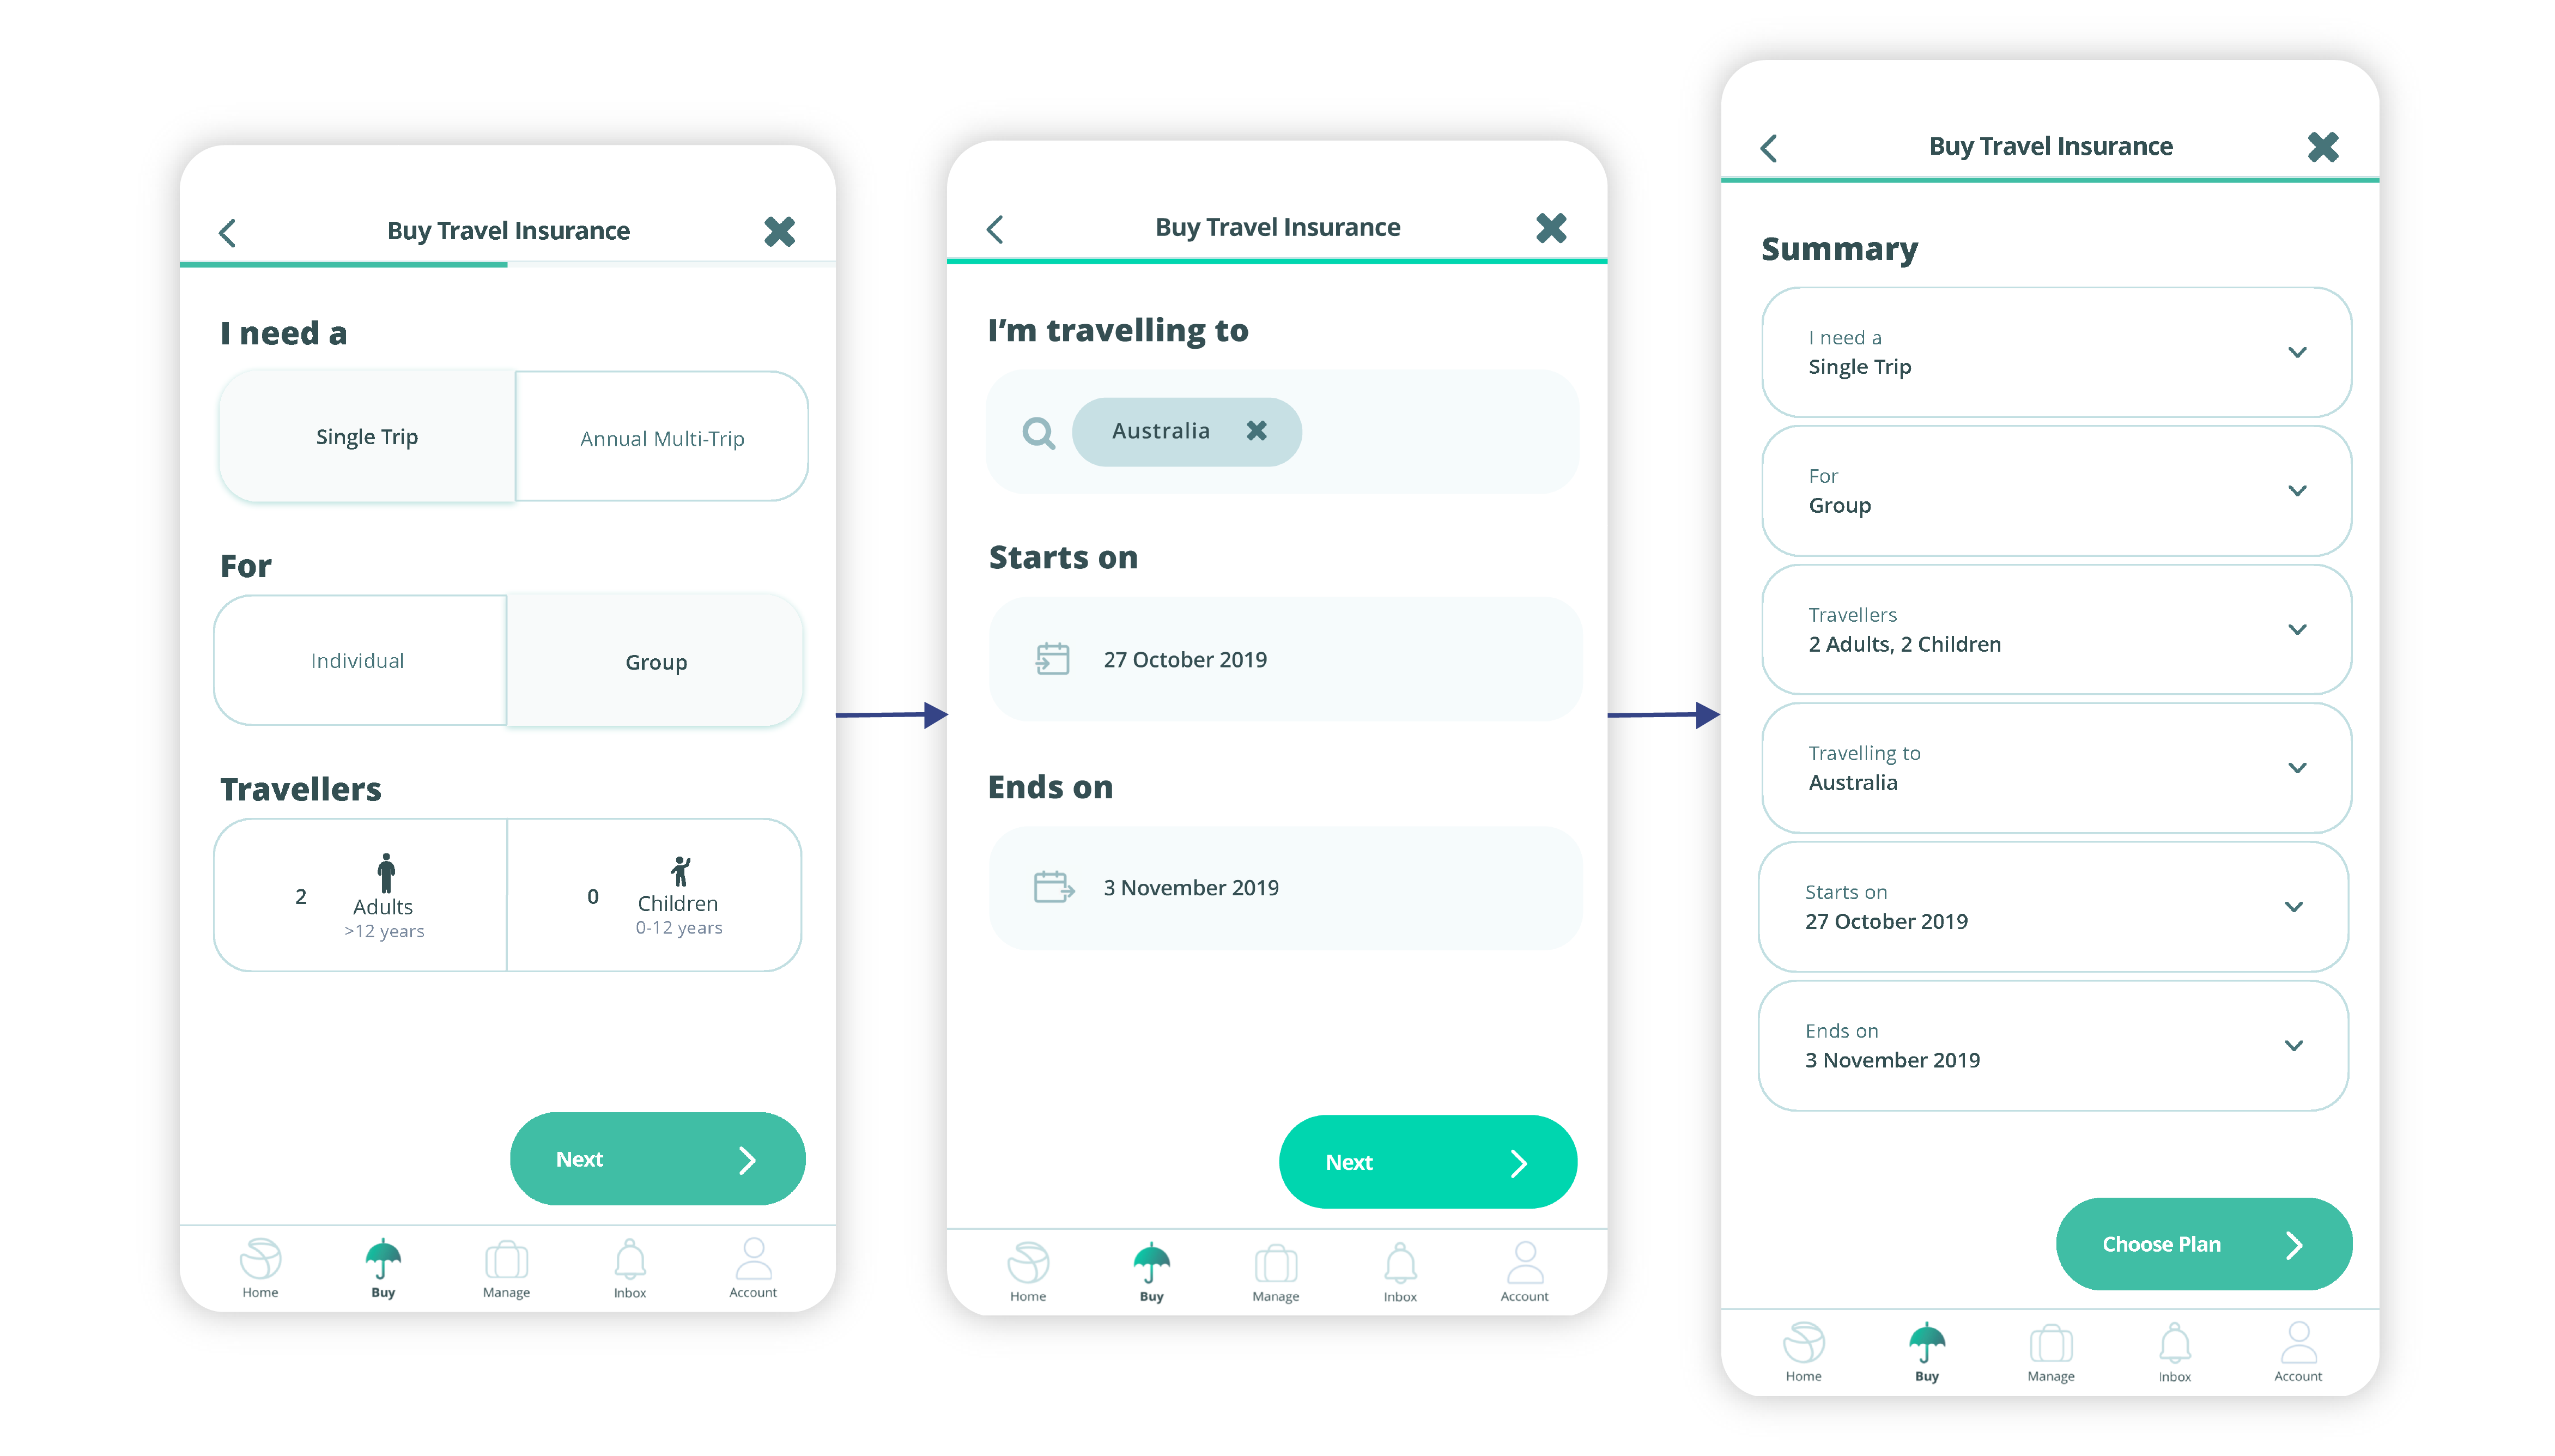 Buy Travel Insurance
I need a
Single Trip
Annual Multi-Trip
For
Individual
Group
Travellers
2
Adults
>12 years
0
Children
0-12 years
Next
Home
Buy
Manage
Inbox
Account
Buy Travel Insurance
I'm travelling to
Australia
Starts on
27 October 2019
Ends on
3 November 2019
Next
Home
Buy
Manage
Inbox
Account
Buy Travel Insurance
Summary
I need a
Single Trip
For
Group
Travellers
2 Adults, 2 Children
Travelling to
Australia
Starts on
27 October 2019
Ends on
3 November 2019
Choose Plan
Home
Buy
Manage
Inbox
Account